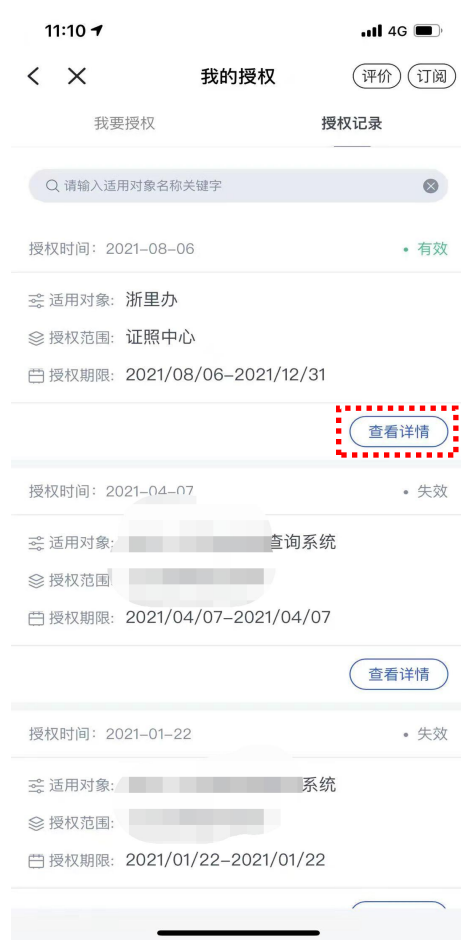 11:10 4G
我的授权 评价 订阅
我要授权 授权记录
请输入适用对象名称关键字
授权时间：2021-08-06 • 有效
适用对象: 浙里办
授权范围: 证照中心
授权期限: 2021/08/06-2021/12/31
查看详情
授权时间：2021-04-07 • 失效
适用对象: 查询系统
授权范围
授权期限: 2021/04/07-2021/04/07
查看详情
授权时间：2021-01-22 • 失效
适用对象: 系统
授权范围:
授权期限: 2021/01/22-2021/01/22